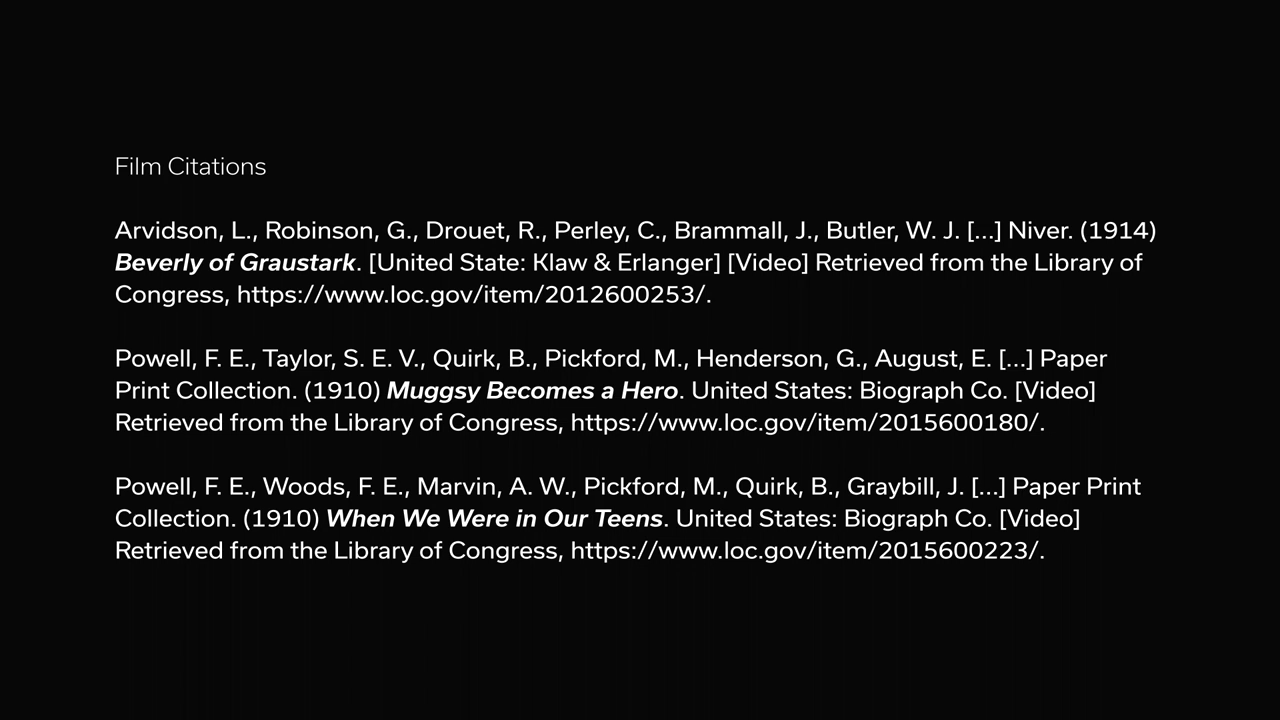 Film Citations
Arvidson, L., Robinson, G., Drouet, R., Perley, C., Brammall, J., Butler, W. J. [...] Niver. (1914)
Beverly of Graustark. [United State: Klaw & Erlanger] [Video] Retrieved from the Library of
Congress, https://www.loc.gov/item/2012600253/.
Powell, F. E., Taylor, S. E. V., Quirk, B., Pickford, M., Henderson, G., August, E. [...] Paper
Print Collection. (1910) Muggsy Becomes a Hero. United States: Biograph Co. [Video]
Retrieved from the Library of Congress, https://www.loc.gov/item/2015600180/.
Powell, F. E., Woods, F. E., Marvin, A. W., Pickford, M., Quirk, B., Graybill, J. [...] Paper Print
Collection. (1910) When We Were in Our Teens. United States: Biograph Co. [Video]
Retrieved from the Library of Congress, https://www.loc.gov/item/2015600223/.